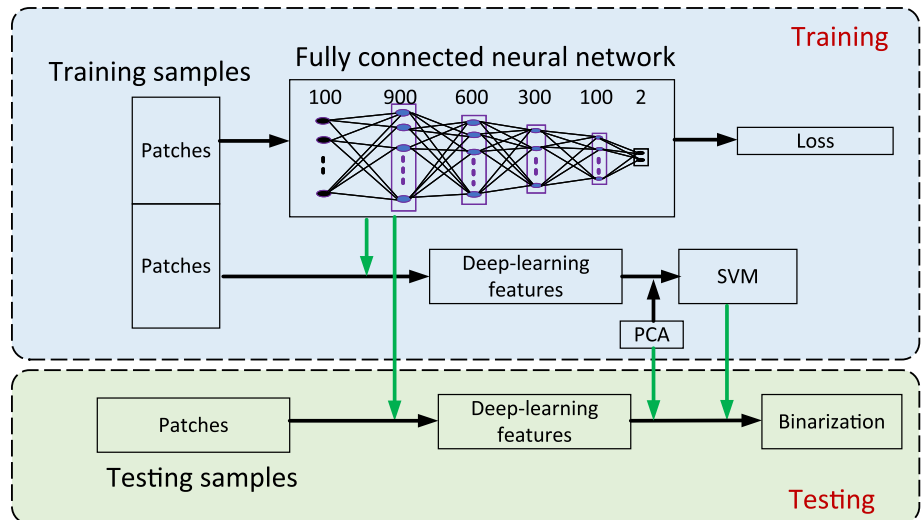 Training
Fully connected neural network
Training samples
100 900 600 300 100 2
Patches
Loss
Patches
Deep-learning
features
SVM
PCA
Patches
Deep-learning
features
Binarization
Testing samples
Testing